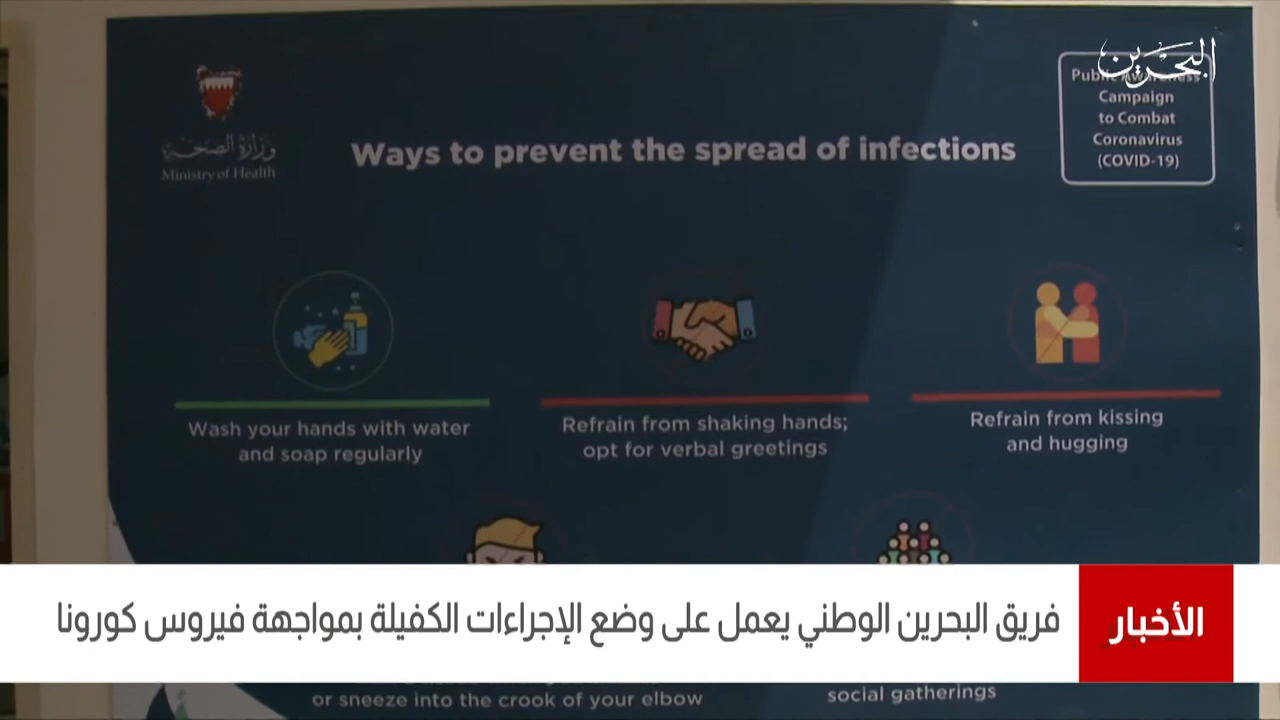 البحرين
Public Awareness
Campaign
to Combat
Coronavirus
(COVID-19)
وزارة الصحة
Ministry of Health
Ways to prevent the spread of infections
Wash your hands with water
and soap regularly
Refrain from shaking hands;
opt for verbal greetings
Refrain from kissing
and hugging
الأخبار
فريق البحرين الوطني يعمل على وضع الإجراءات الكفيلة بمواجهة فيروس كورونا
or sneeze into the crook of your elbow
social gatherings